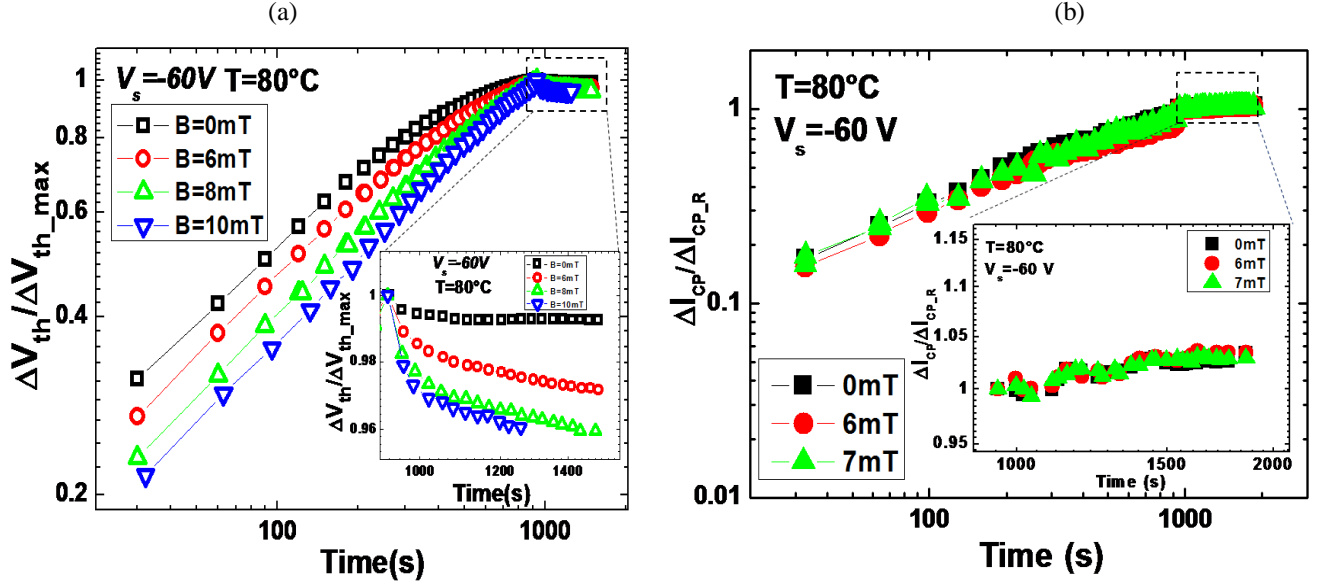 (a)
V_s =-60V T=80°C
B=0mT
B=6mT
B=8mT
B=10mT
ΔV_th/ΔV_th_max
1
0.8
0.6
0.4
0.2
100
1000
Time(s)
V_s=-60V
T=80°C
B=0mT
B=6mT
B=8mT
B=10mT
ΔV_th/ΔV_th_max
1
0.98
0.96
1000
1200
1400
Time(s)
(b)
T=80°C
V_s=-60 V
ΔI_CP/ΔI_CP_R
1
0.1
0.01
0mT
6mT
7mT
100
1000
Time (s)
T=80°C
V_s=-60 V
0mT
6mT
7mT
ΔI_CP/ΔI_CP_R
1.15
1.10
1.05
1
0.95
1000
1500
2000
Time (s)